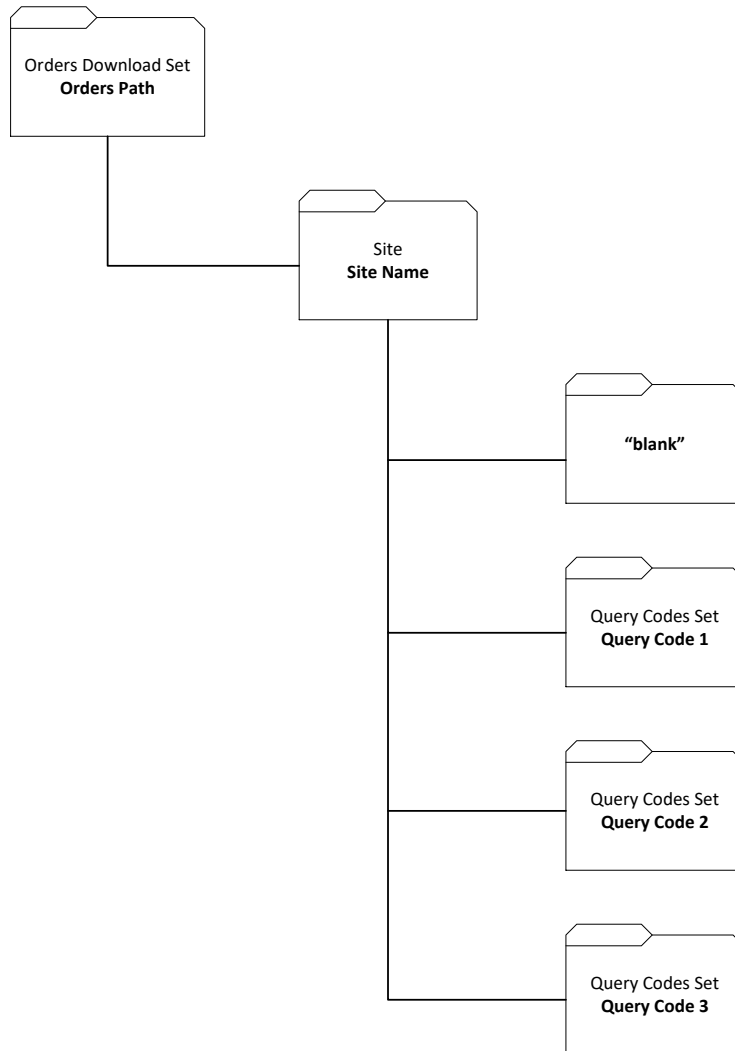 Orders Download Set
Orders Path
Site
Site Name
“blank”
Query Codes Set
Query Code 1
Query Codes Set
Query Code 2
Query Codes Set
Query Code 3